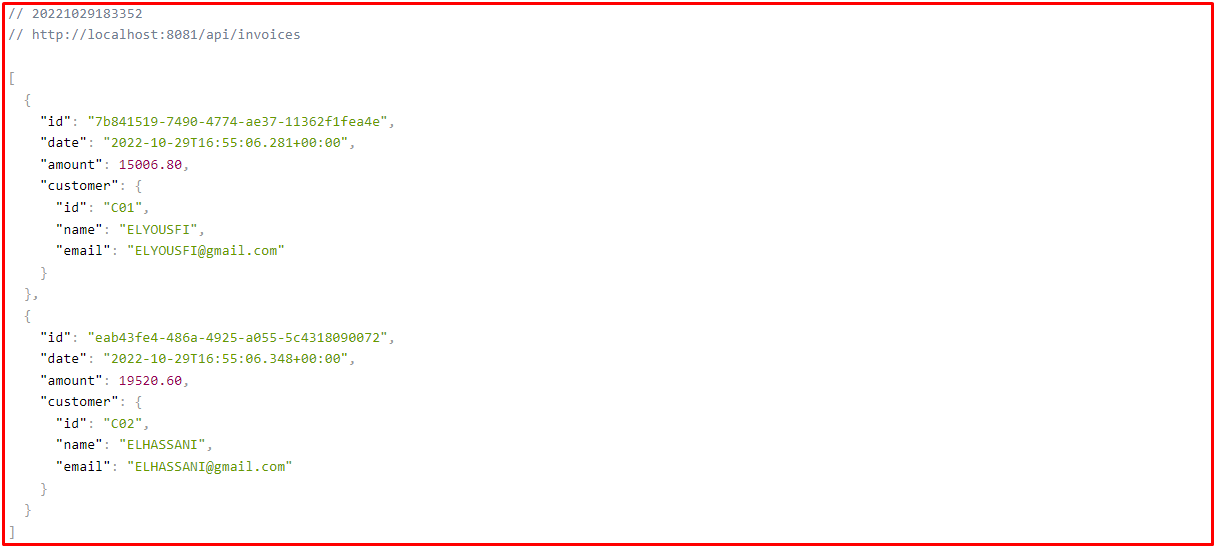 // 20221029183352
// http://localhost:8081/api/invoices
[
  {
    "id": "7b841519-7490-4774-ae37-11362f1fea4e",
    "date": "2022-10-29T16:55:06.281+00:00",
    "amount": 15006.80,
    "customer": {
      "id": "C01",
      "name": "ELYOUSFI",
      "email": "ELYOUSFI@gmail.com"
    }
  },
  {
    "id": "eab43fe4-486a-4925-a055-5c4318090072",
    "date": "2022-10-29T16:55:06.348+00:00",
    "amount": 19520.60,
    "customer": {
      "id": "C02",
      "name": "ELHASSANI",
      "email": "ELHASSANI@gmail.com"
    }
  }
]